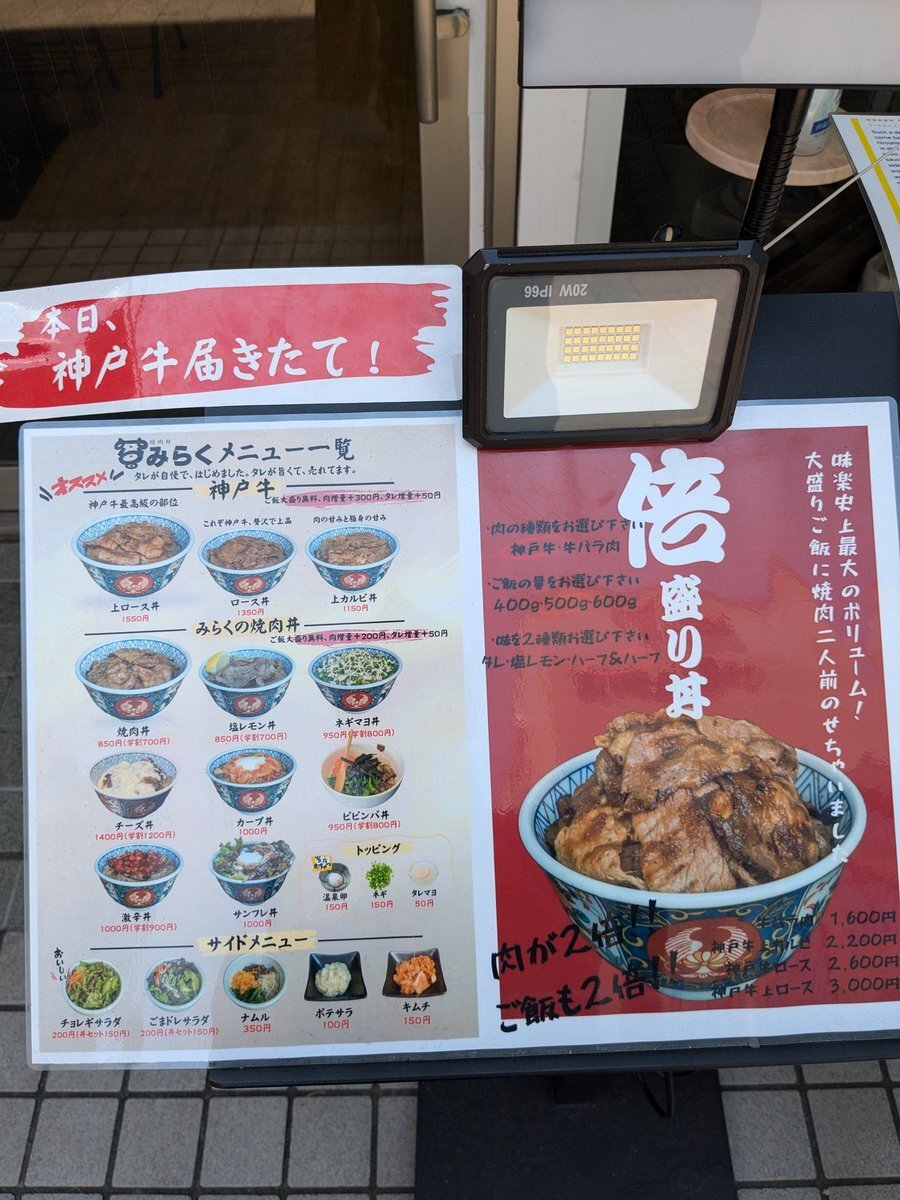 本日、
神戸牛届きたて！
20W IP66
Such a d
come ba
hiroshim
is al
焼肉丼
みらくメニュー一覧
タレが自慢で、はじめました。タレが旨くて、売れてます。
オススメ
神戸牛
ご飯大盛り無料、肉増量+300円、タレ増量+50円
神戸牛最高級の部位
これぞ神戸牛、贅沢で上品
肉の甘みと脂身の甘み
上ロース丼
1550円
ロース丼
1350円
上カルビ丼
1150円
みらくの焼肉丼
ご飯大盛り無料、肉増量+200円、タレ増量+50円
焼肉丼
850円(学割700円)
塩レモン丼
850円(学割700円)
ネギマヨ丼
950円(学割800円)
チーズ丼
1400円(学割1200円)
カープ丼
1000円
ビビンバ丼
950円(学割800円)
激辛丼
1000円(学割900円)
サンフレ丼
1000円
トッピング
温泉卵
150円
ネギ
150円
タレマヨ
50円
サイドメニュー
おいしい
チョレギサラダ
200円(丼セット150円)
ごまドレサラダ
200円(丼セット150円)
ナムル
350円
ポテサラ
100円
キムチ
150円
味楽史上最大のボリューム！
大盛りご飯に焼肉二人前のせちゃいました
倍盛り丼
・肉の種類をお選び下さい
神戸牛・牛バラ肉
・ご飯の量をお選び下さい
400g・500g・600g
・味を2種類お選び下さい
タレ・塩レモン・ハーフ&ハーフ
肉が2倍！！
ご飯も2倍！！
牛バラ肉 1,600円
神戸牛上カルビ 2,200円
神戸牛ロース 2,600円
神戸牛上ロース 3,000円